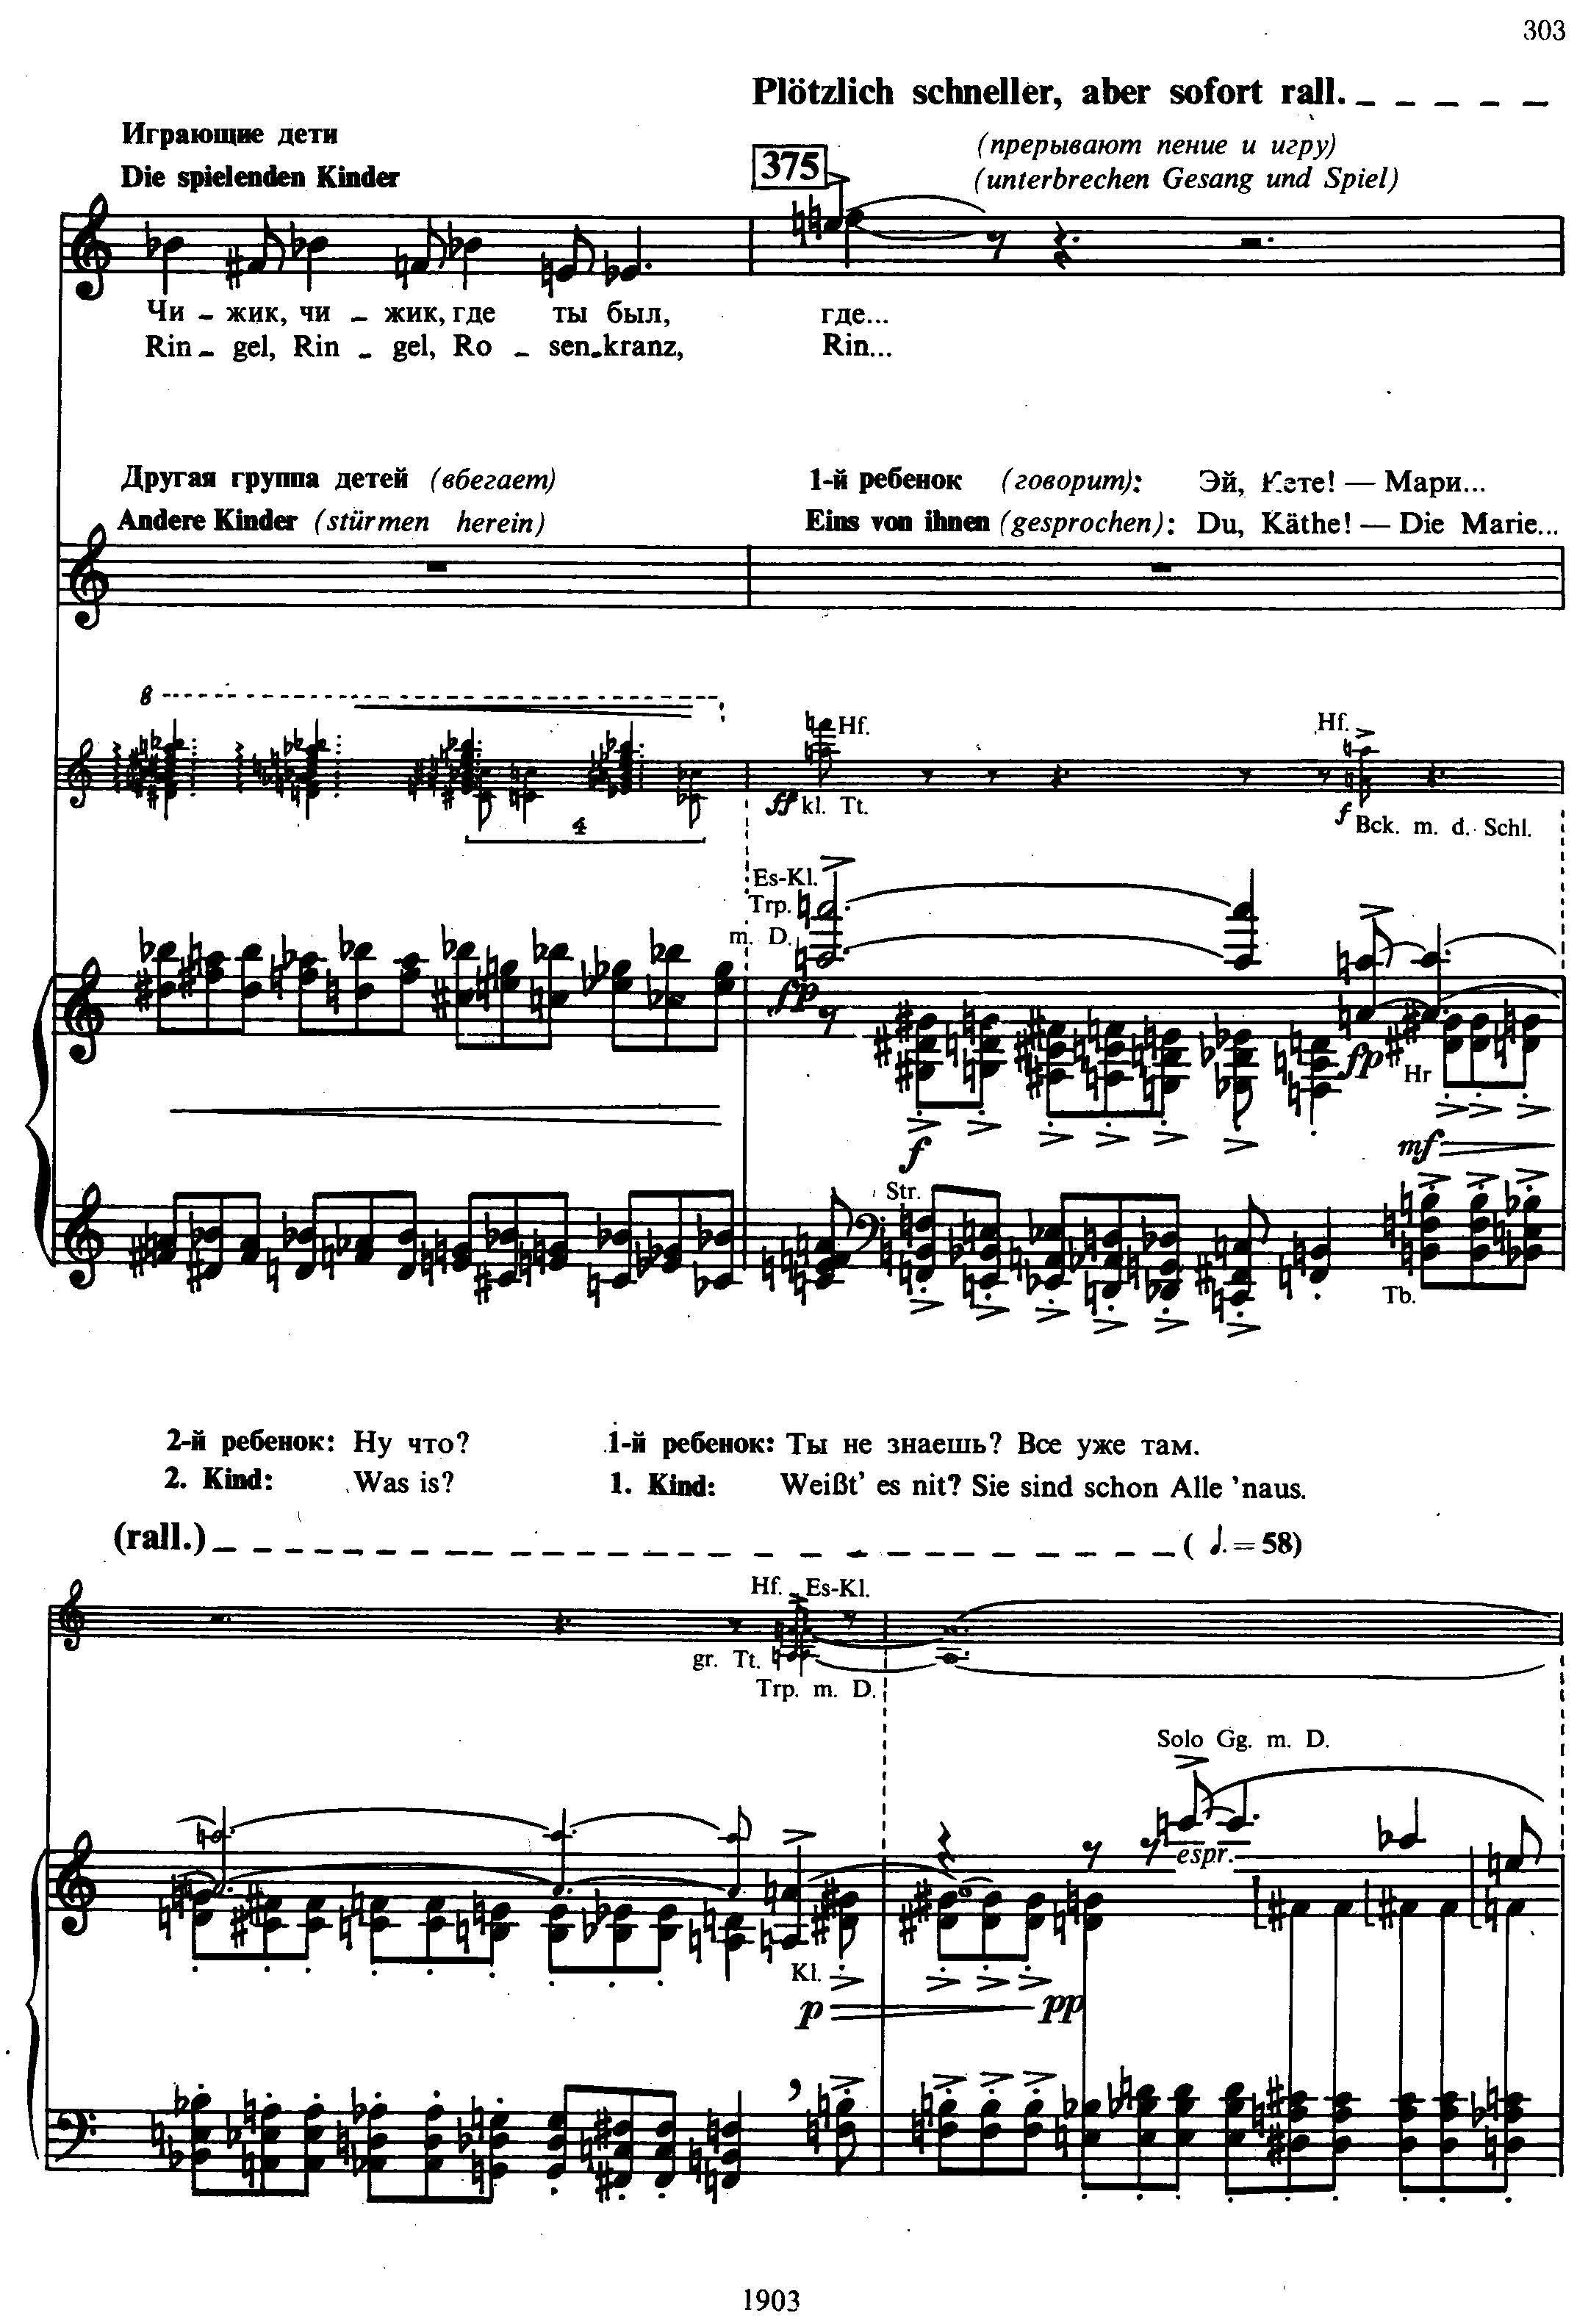 303
Plötzlich schneller, aber sofort rall.
Играющие дети
Die spielenden Kinder
375
(прерывают пение и игру)
(unterbrechen Gesang und Spiel)
Чи - жик, чи - жик, где ты был, где...
Rin - gel, Rin - gel, Ro - sen-kranz, Rin...
Другая группа детей (вбегает)
1-й ребенок (говорит): Эй, Кете! — Мари...
Andere Kinder (stürmen herein)
Eins von ihnen (gesprochen): Du, Käthe! — Die Marie...
8
Hf.
Hf.
ff kl. Tt.
f Bck. m. d. Schl.
4
Es-Kl.
Trp.
m. D.
fp
fp
Hr
f
mf
Str.
Tb.
2-й ребенок: Ну что?
1-й ребенок: Ты не знаешь? Все уже там.
2. Kind: Was is?
1. Kind: Weißt' es nit? Sie sind schon Alle 'naus.
(rall.)
( 𝅗𝅥. = 58)
Hf. Es-Kl.
gr. Tt.
Trp. m. D.
Solo Gg. m. D.
espr.
Kl.
p
pp
1903